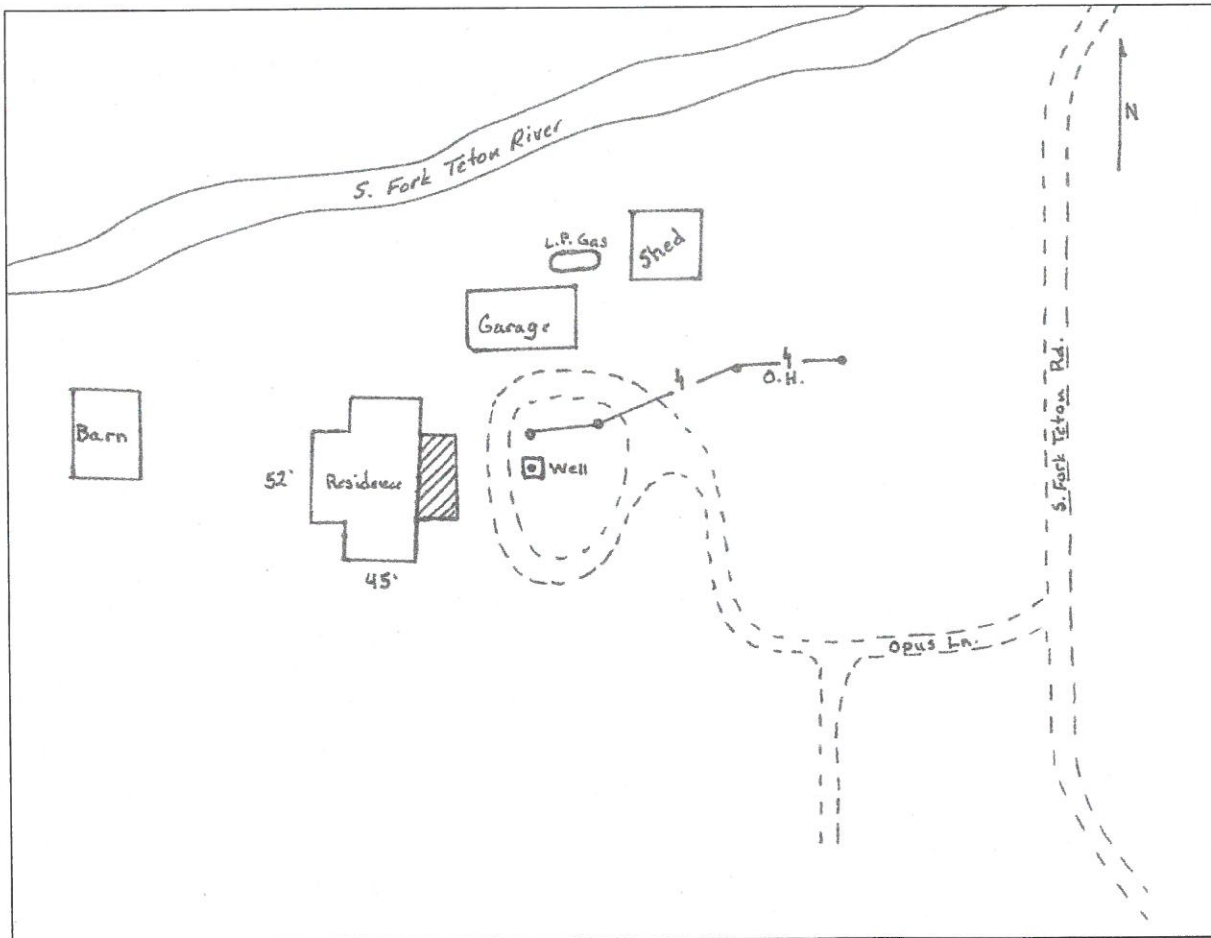 N
S. Fork Teton River
L.P. Gas
Shed
Garage
O.H.
S. Fork Teton Rd.
Barn
52'
Residence
Well
45'
Opus Ln.